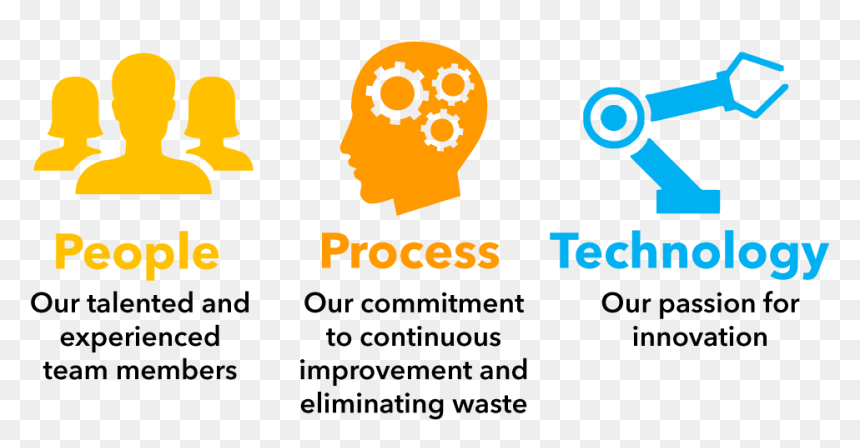 People
Our talented and
experienced
team members
Process
Our commitment
to continuous
improvement and
eliminating waste
Technology
Our passion for
innovation